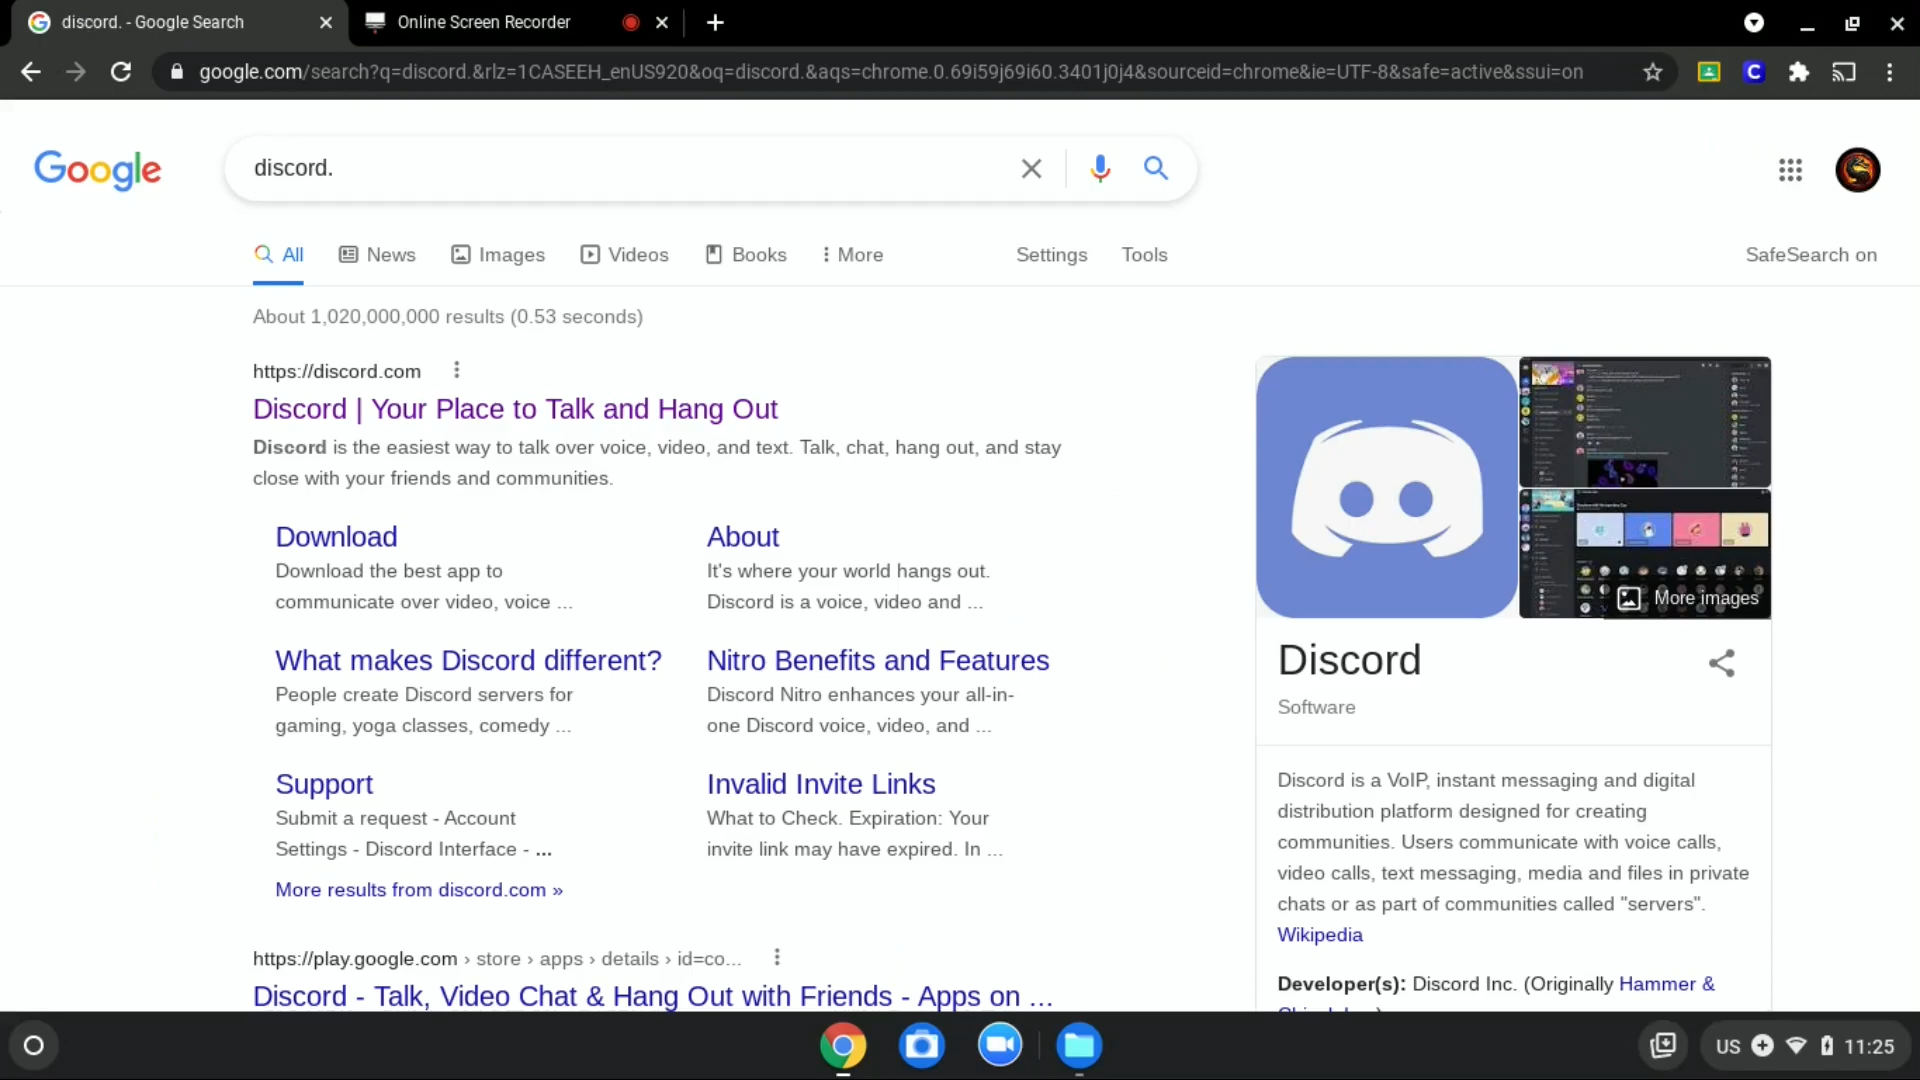 discord. - Google Search
Online Screen Recorder
google.com/search?q=discord.&rlz=1CASEEH_enUS920&oq=discord.&aqs=chrome.0.69i59j69i60.3401j0j4&sourceid=chrome&ie=UTF-8&safe=active&ssui=on
C
Google
discord.
All
News
Images
Videos
Books
More
Settings
Tools
SafeSearch on
About 1,020,000,000 results (0.53 seconds)
https://discord.com
Discord | Your Place to Talk and Hang Out
Discord is the easiest way to talk over voice, video, and text. Talk, chat, hang out, and stay
close with your friends and communities.
Download
Download the best app to
communicate over video, voice ...
About
It's where your world hangs out.
Discord is a voice, video and ...
What makes Discord different?
People create Discord servers for
gaming, yoga classes, comedy ...
Nitro Benefits and Features
Discord Nitro enhances your all-in-
one Discord voice, video, and ...
Support
Submit a request - Account
Settings - Discord Interface - ...
Invalid Invite Links
What to Check. Expiration: Your
invite link may have expired. In ...
More results from discord.com »
https://play.google.com › store › apps › details › id=co...
Discord - Talk, Video Chat & Hang Out with Friends - Apps on ...
More images
Discord
Software
Discord is a VoIP, instant messaging and digital
distribution platform designed for creating
communities. Users communicate with voice calls,
video calls, text messaging, media and files in private
chats or as part of communities called "servers".
Wikipedia
Developer(s): Discord Inc. (Originally Hammer &
US
11:25